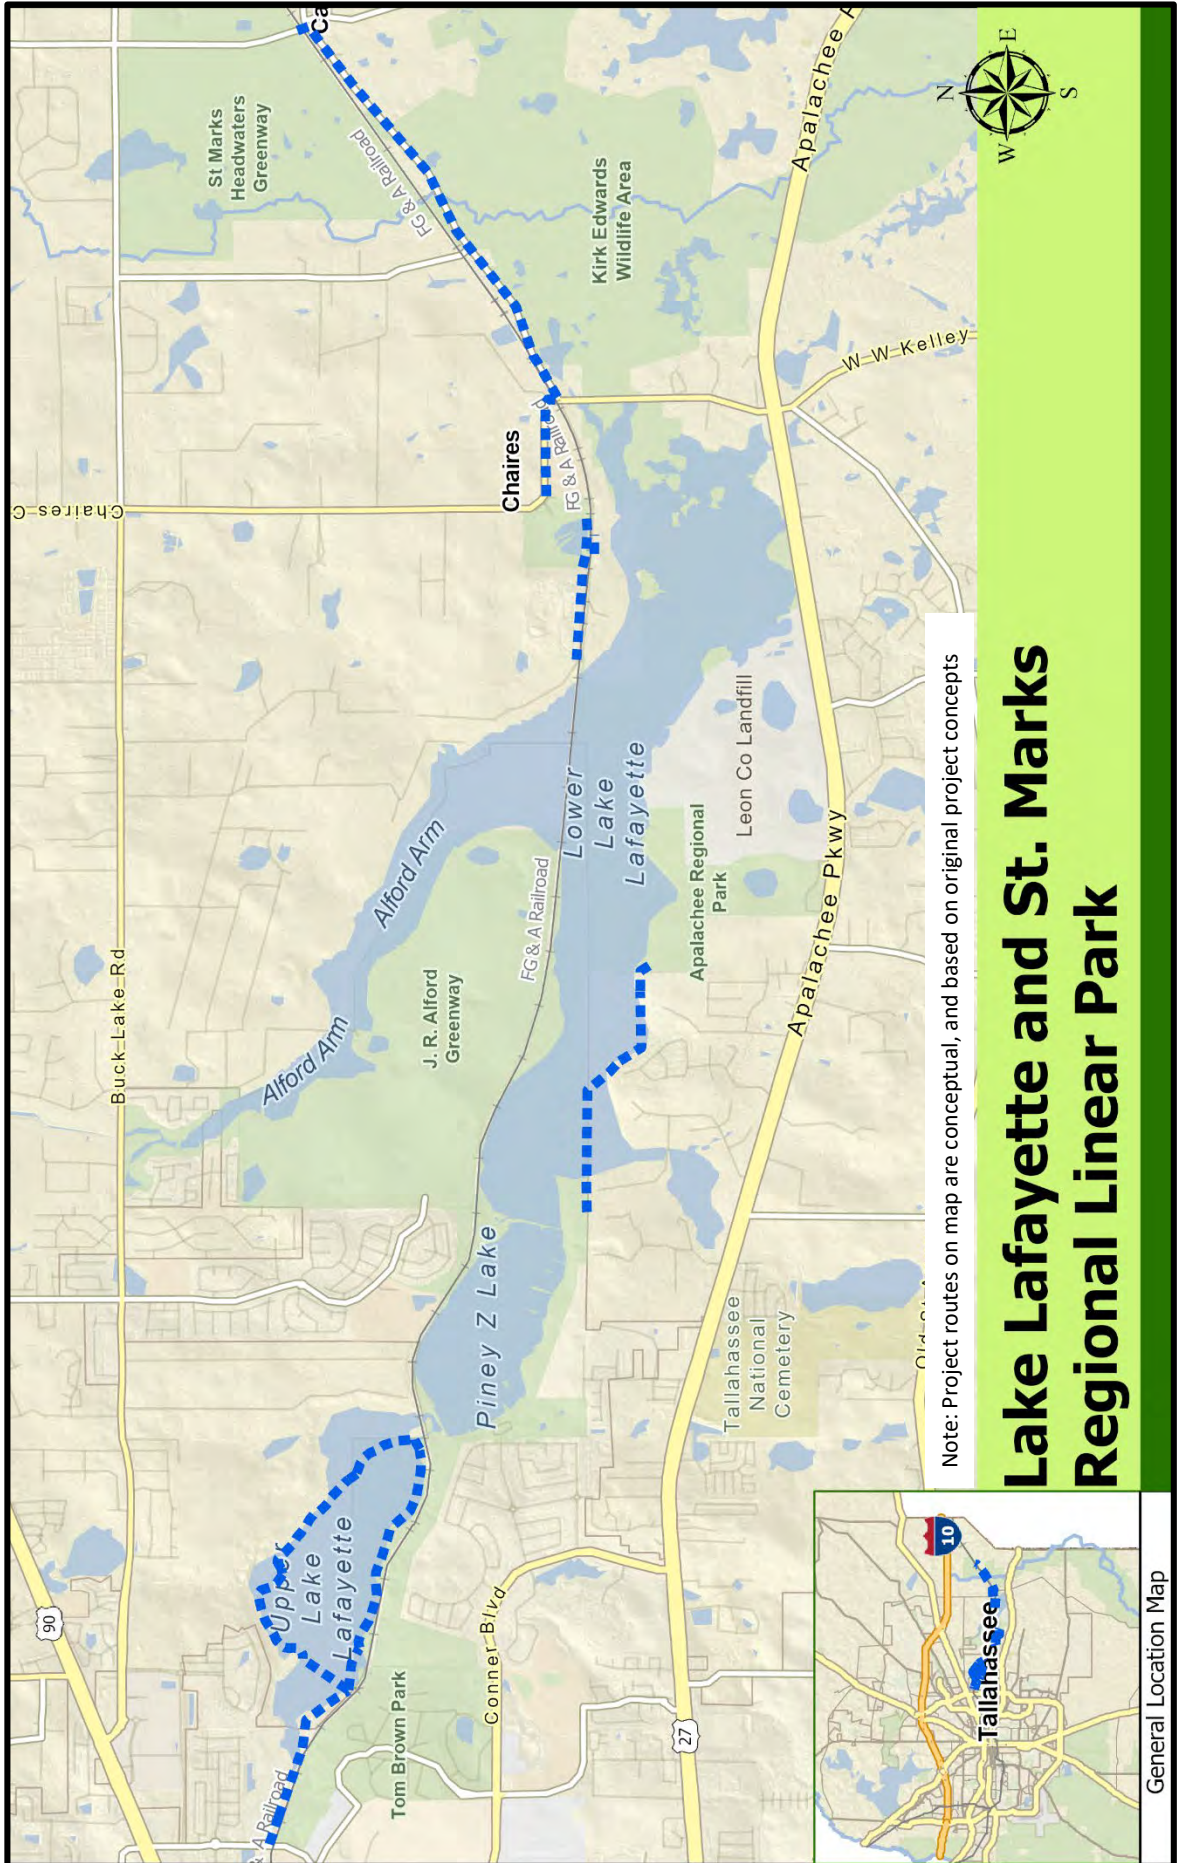 90
Buck Lake Rd
Chaires C
Ca
St Marks
Headwaters
Greenway
FG & A Railroad
Kirk Edwards
Wildlife Area
Chaires
FG & A Railroad
Alford Arm
Alford Arm
J. R. Alford
Greenway
FG & A Railroad
Upper
Lake
Lafayette
Piney Z Lake
Lower
Lake
Lafayette
A Railroad
Tom Brown Park
Conner Blvd
27
Tallahassee
National
Cemetery
Apalachee Regional
Park
Leon Co Landfill
Apalachee Pkwy
Apalachee P
W W Kelley
N
E
S
W
Note: Project routes on map are conceptual, and based on original project concepts
Lake Lafayette and St. Marks
Regional Linear Park
10
Tallahassee
General Location Map